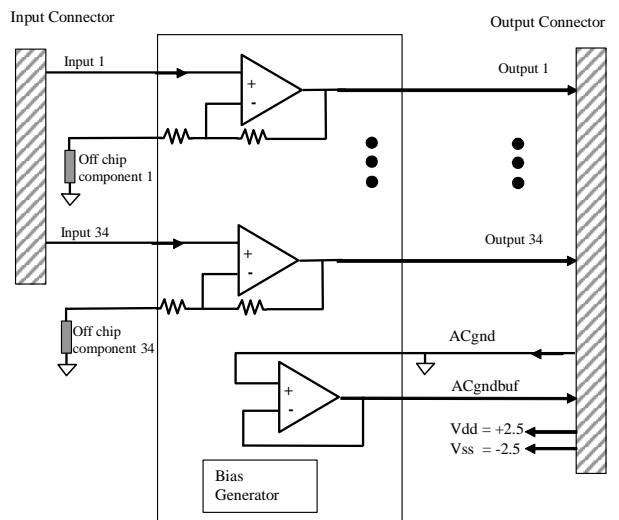 Input Connector
Output Connector
Input 1
Output 1
+
-
Off chip
component 1
Input 34
Output 34
+
-
Off chip
component 34
ACgnd
ACgndbuf
+
-
Vdd = +2.5
Vss = -2.5
Bias
Generator